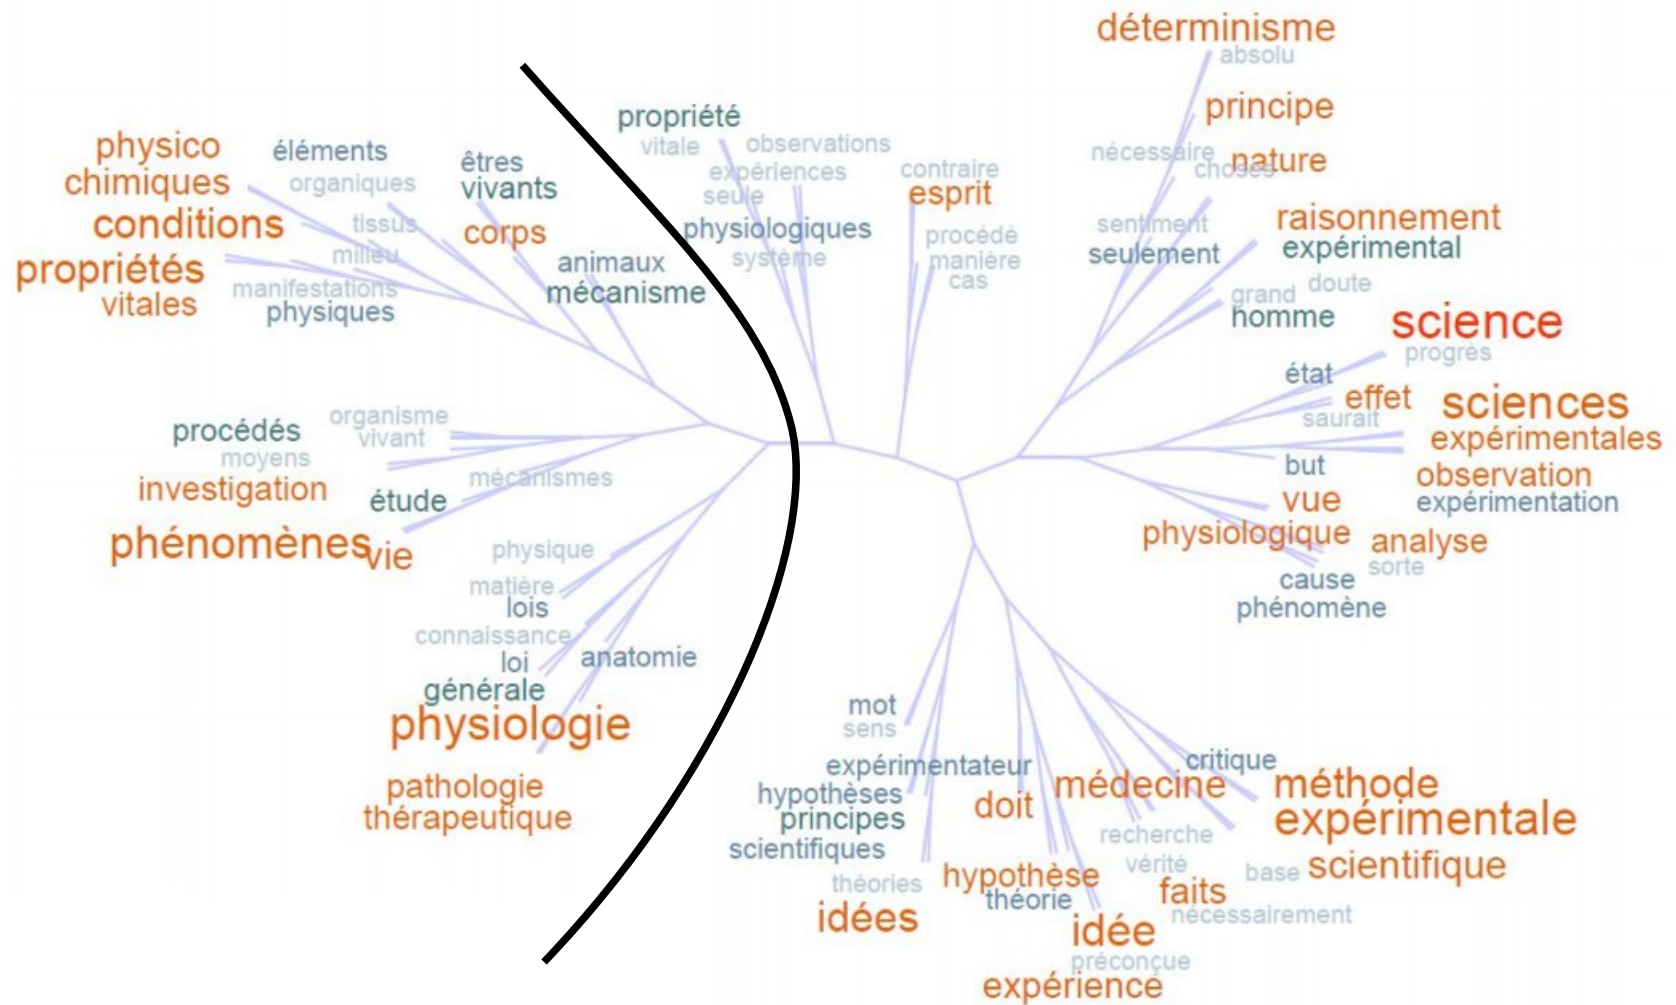 physico
chimiques
conditions
propriétés
vitales
éléments
organiques
tissus
milieu
manifestations
physiques
êtres
vivants
corps
animaux
mécanisme
procédés
moyens
investigation
phénomènes
organisme
vivant
étude
vie
mécanismes
physique
matière
lois
connaissance
loi
anatomie
générale
physiologie
pathologie
thérapeutique
propriété
vitale
observations
expériences
seule
physiologiques
système
contraire
esprit
procédé
manière
cas
déterminisme
absolu
principe
nécessaire
nature
choses
sentiment
seulement
raisonnement
expérimental
doute
grand
homme
science
progrès
état
effet
saurait
sciences
expérimentales
but
observation
vue
expérimentation
physiologique
analyse
sorte
cause
phénomène
mot
sens
expérimentateur
hypothèses
principes
scientifiques
théories
idées
doit
hypothèse
théorie
médecine
critique
recherche
vérité
faits
nécessairement
idée
préconçue
expérience
méthode
expérimentale
base scientifique